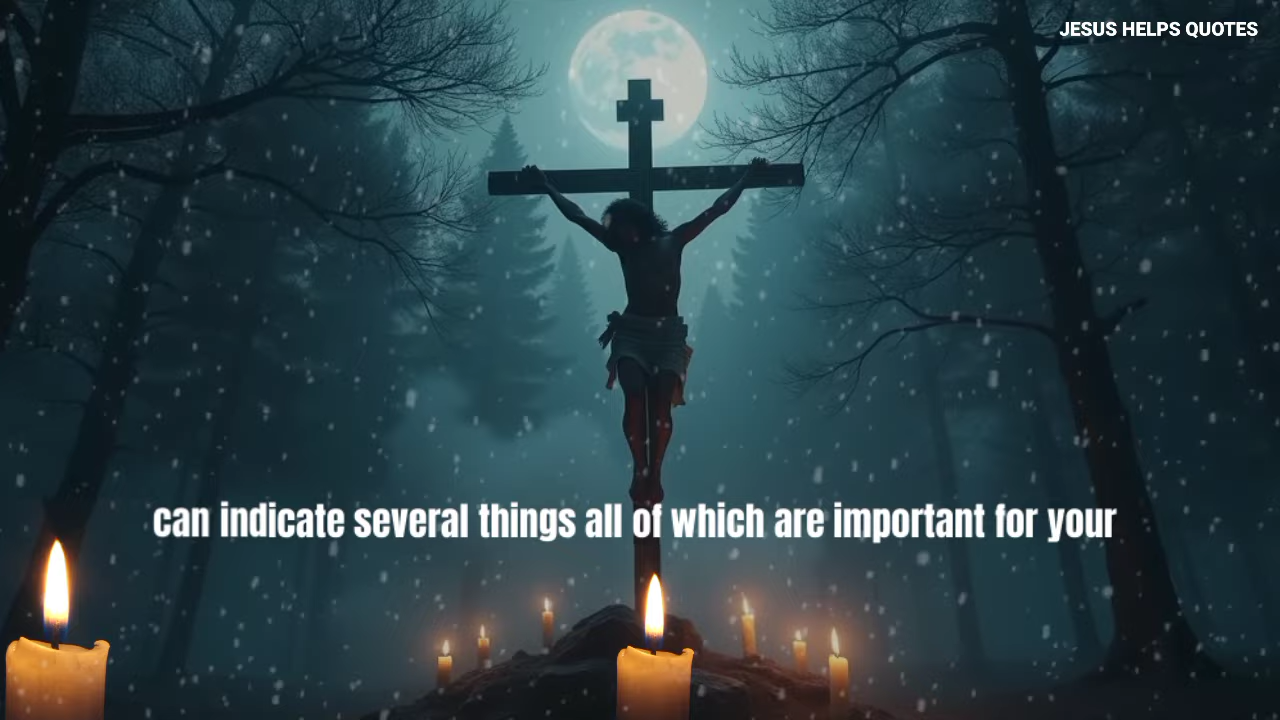 JESUS HELPS QUOTES
can indicate several things all of which are important for your